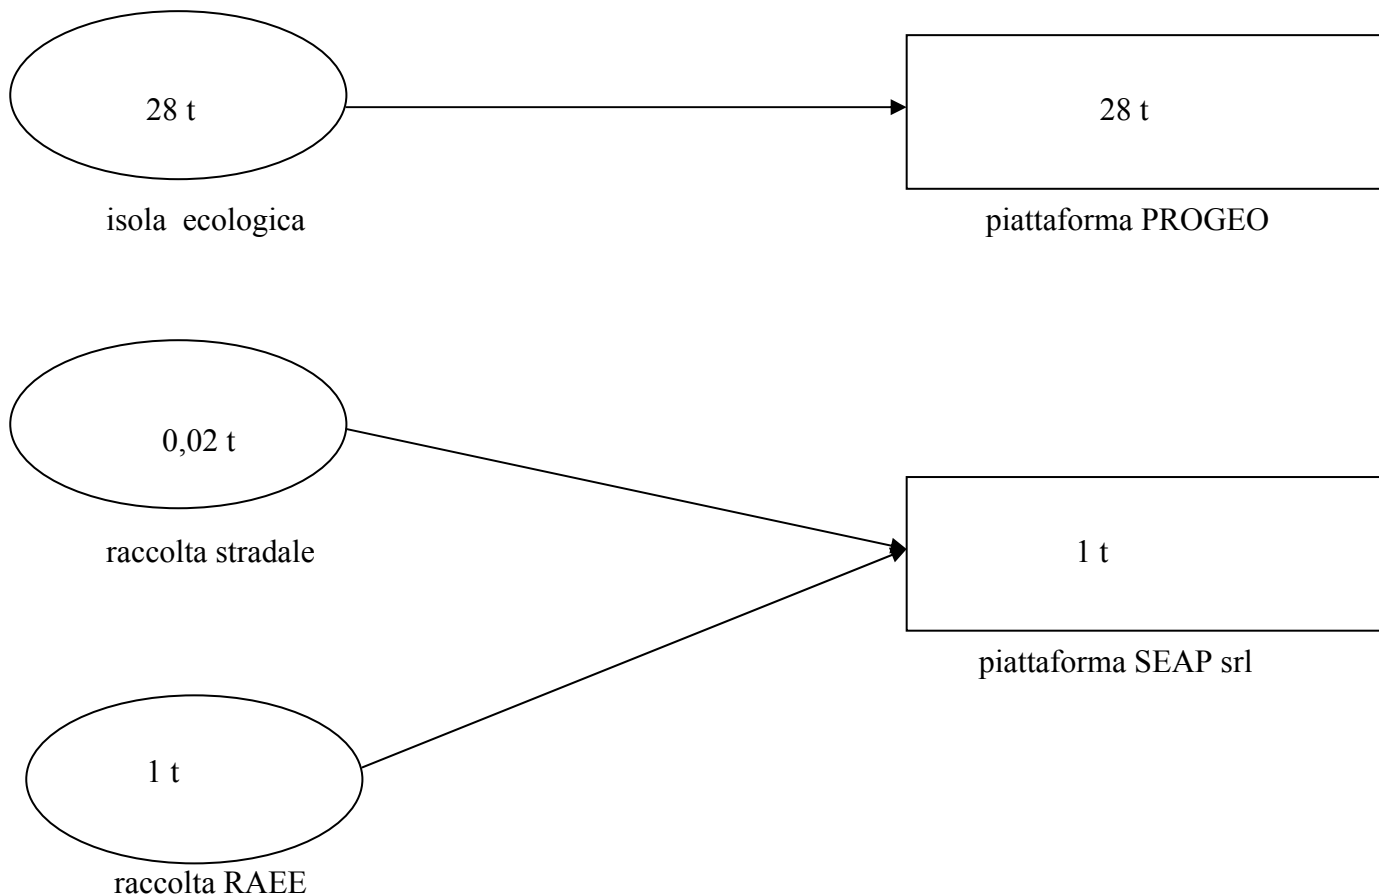 28 t
28 t
isola ecologica
piattaforma PROGEO
0,02 t
raccolta stradale
1 t
piattaforma SEAP srl
1 t
raccolta RAEE